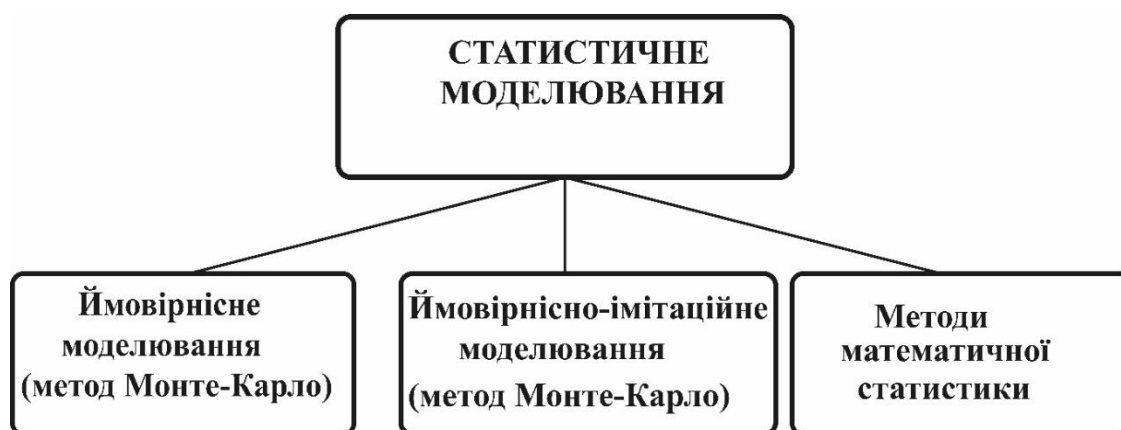 СТАТИСТИЧНЕ
МОДЕЛЮВАННЯ
Ймовірнісне
моделювання
(метод Монте-Карло)
Ймовірнісно-імітаційне
моделювання
(метод Монте-Карло)
Методи
математичної
статистики